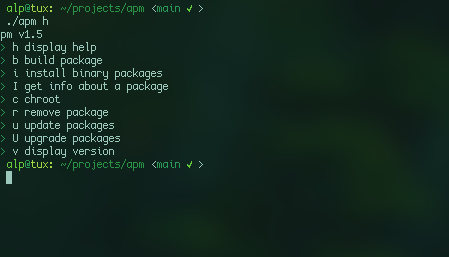 alp@tux: ~/projects/apm <main ✔ >
./apm h
pm v1.5
> h display help
> b build package
> i install binary packages
> I get info about a package
> c chroot
> r remove package
> u update packages
> U upgrade packages
> v display version
alp@tux: ~/projects/apm <main ✔ >